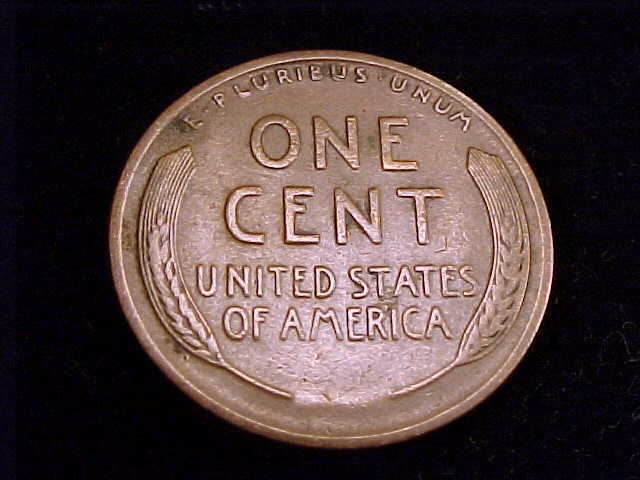 E·PLURIBUS·UNUM
ONE
CENT
UNITED STATES
OF AMERICA